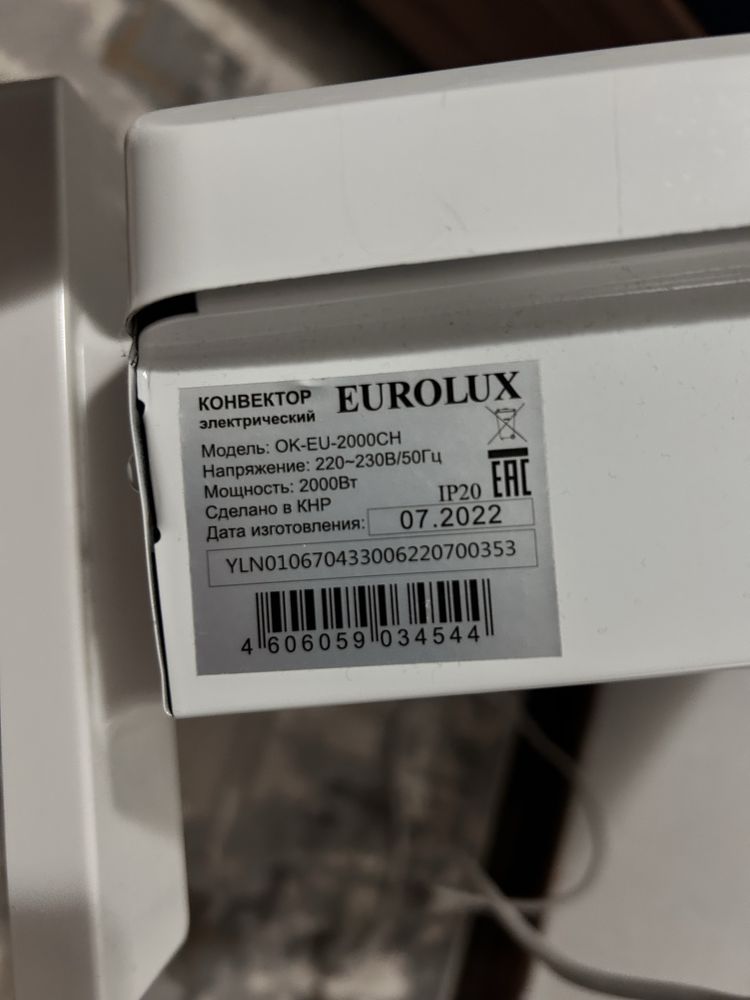 КОНВЕКТОР EUROLUX
электрический
Модель: OK-EU-2000CH
Напряжение: 220~230В/50Гц
Мощность: 2000Вт
IP20 EAC
Сделано в КНР
Дата изготовления: 07.2022
YLN010670433006220700353
4 606059 034544